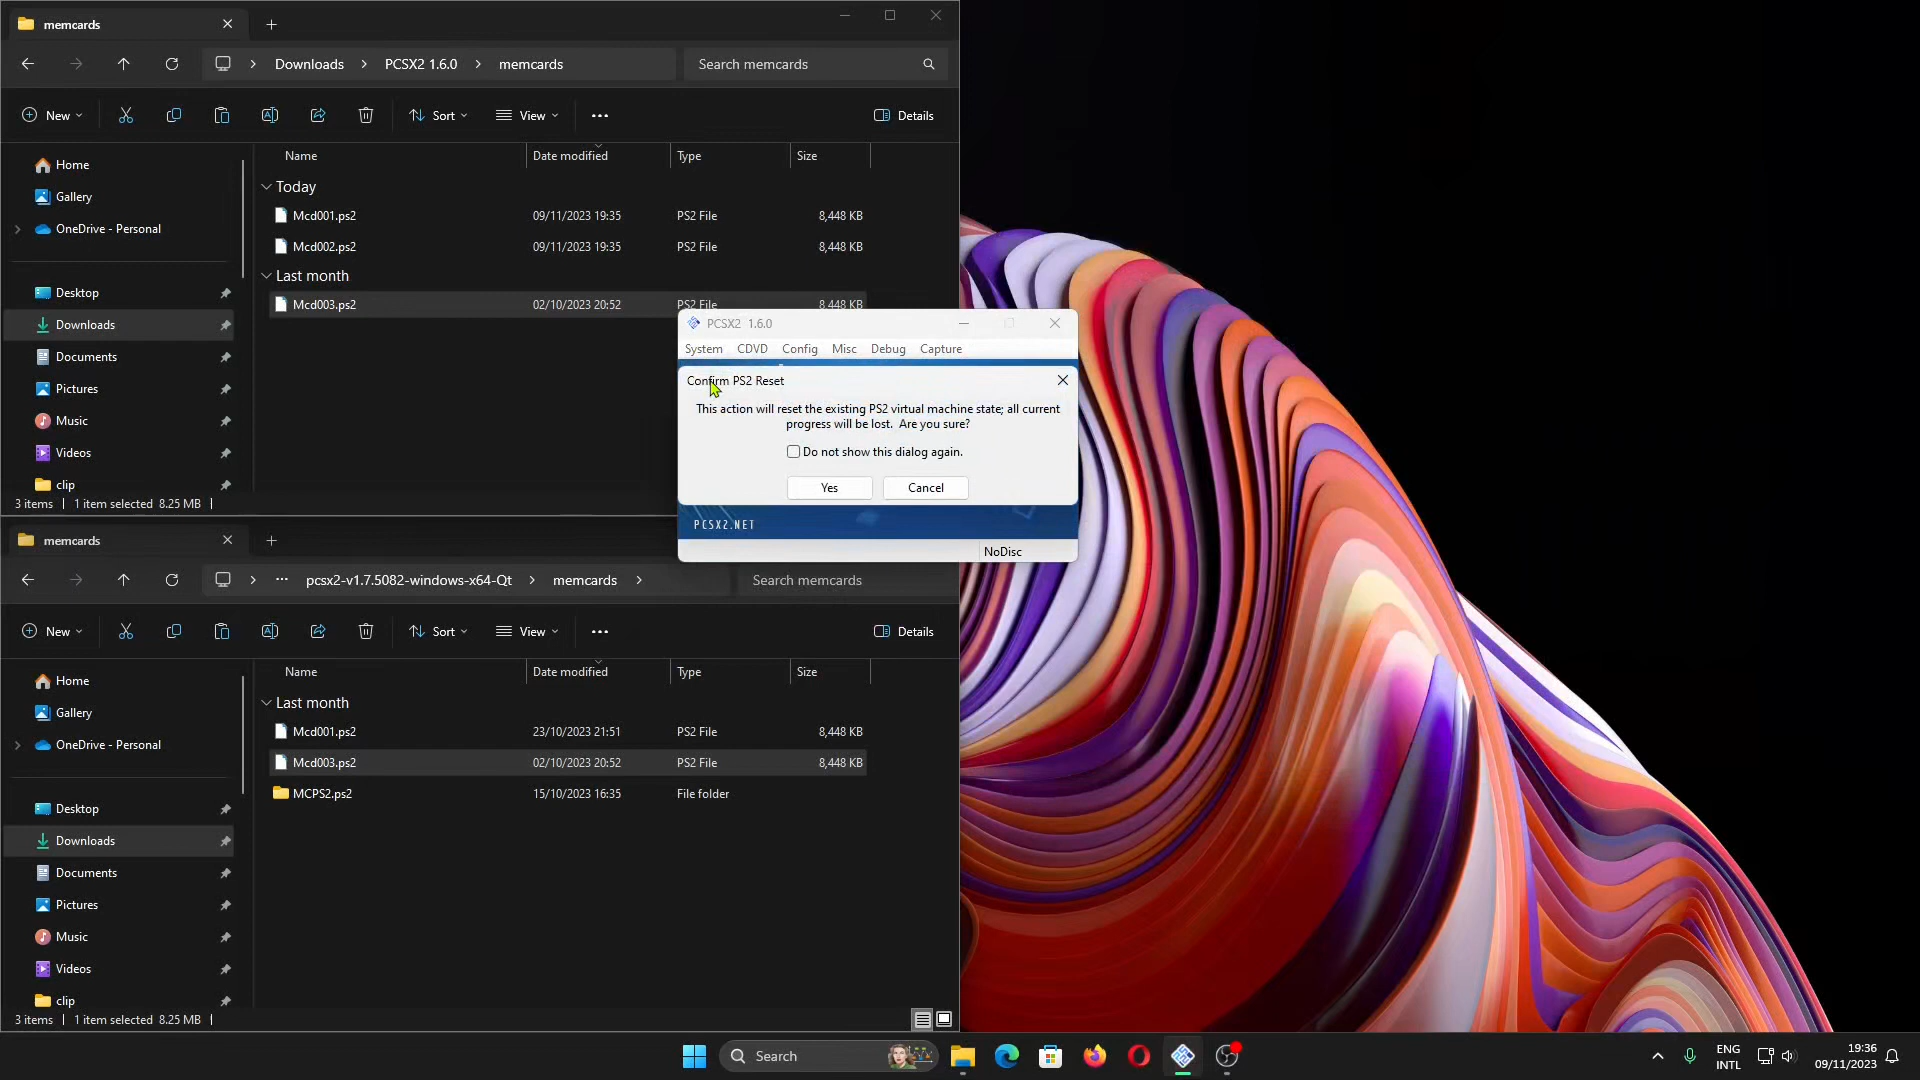 memcards
Downloads > PCSX2 1.6.0 > memcards
Search memcards
New
Sort
View
Details
Name Date modified Type Size
Home
Gallery
OneDrive - Personal
Desktop
Downloads
Documents
Pictures
Music
Videos
clip
Today
Mcd001.ps2 09/11/2023 19:35 PS2 File 8,448 KB
Mcd002.ps2 09/11/2023 19:35 PS2 File 8,448 KB
Last month
Mcd003.ps2 02/10/2023 20:52 PS2 File 8,448 KB
3 items | 1 item selected 8.25 MB |
PCSX2 1.6.0
System CDVD Config Misc Debug Capture
Confirm PS2 Reset
This action will reset the existing PS2 virtual machine state; all current
progress will be lost. Are you sure?
Do not show this dialog again.
Yes Cancel
PCSX2.NET
NoDisc
memcards
pcsx2-v1.7.5082-windows-x64-Qt > memcards >
Search memcards
New
Sort
View
Details
Name Date modified Type Size
Home
Gallery
OneDrive - Personal
Desktop
Downloads
Documents
Pictures
Music
Videos
clip
Last month
Mcd001.ps2 23/10/2023 21:51 PS2 File 8,448 KB
Mcd003.ps2 02/10/2023 20:52 PS2 File 8,448 KB
MCPS2.ps2 15/10/2023 16:35 File folder
3 items | 1 item selected 8.25 MB |
Search
ENG
INTL
19:36
09/11/2023